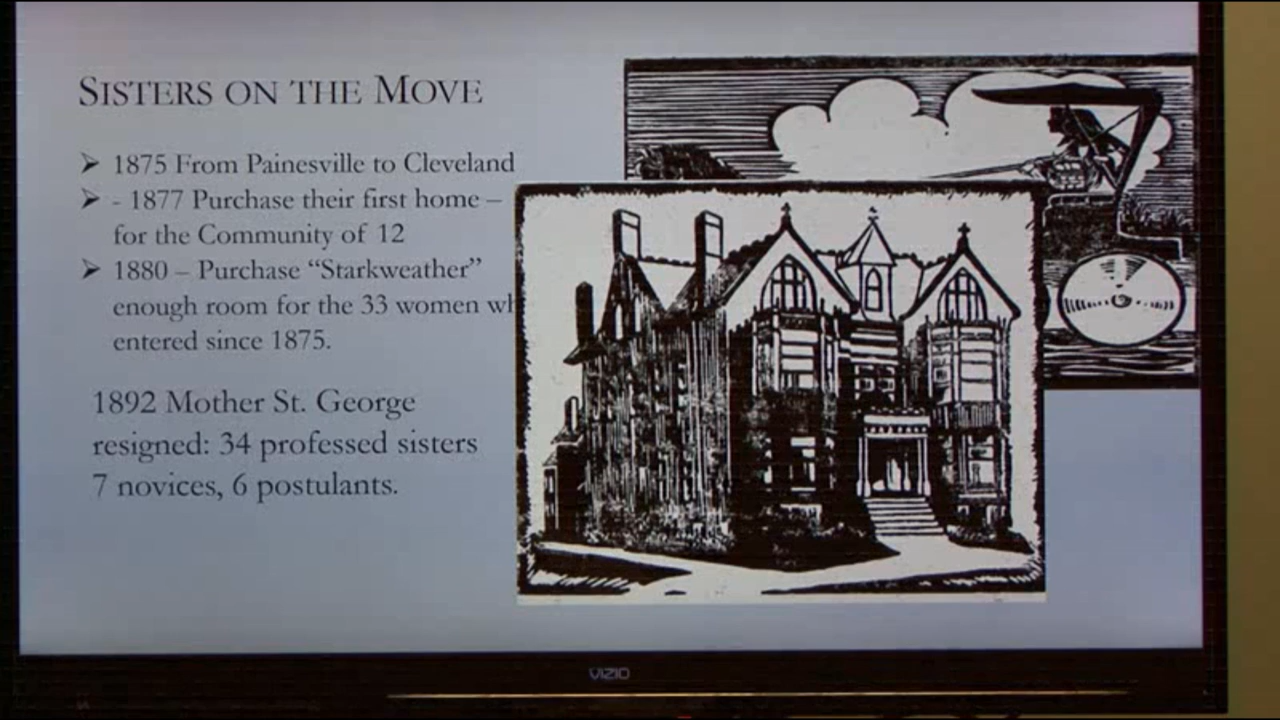 SISTERS ON THE MOVE
➢ 1875 From Painesville to Cleveland
➢ - 1877 Purchase their first home –
for the Community of 12
➢ 1880 – Purchase “Starkweather”
enough room for the 33 women wh
entered since 1875.
1892 Mother St. George
resigned: 34 professed sisters
7 novices, 6 postulants.
VIZIO